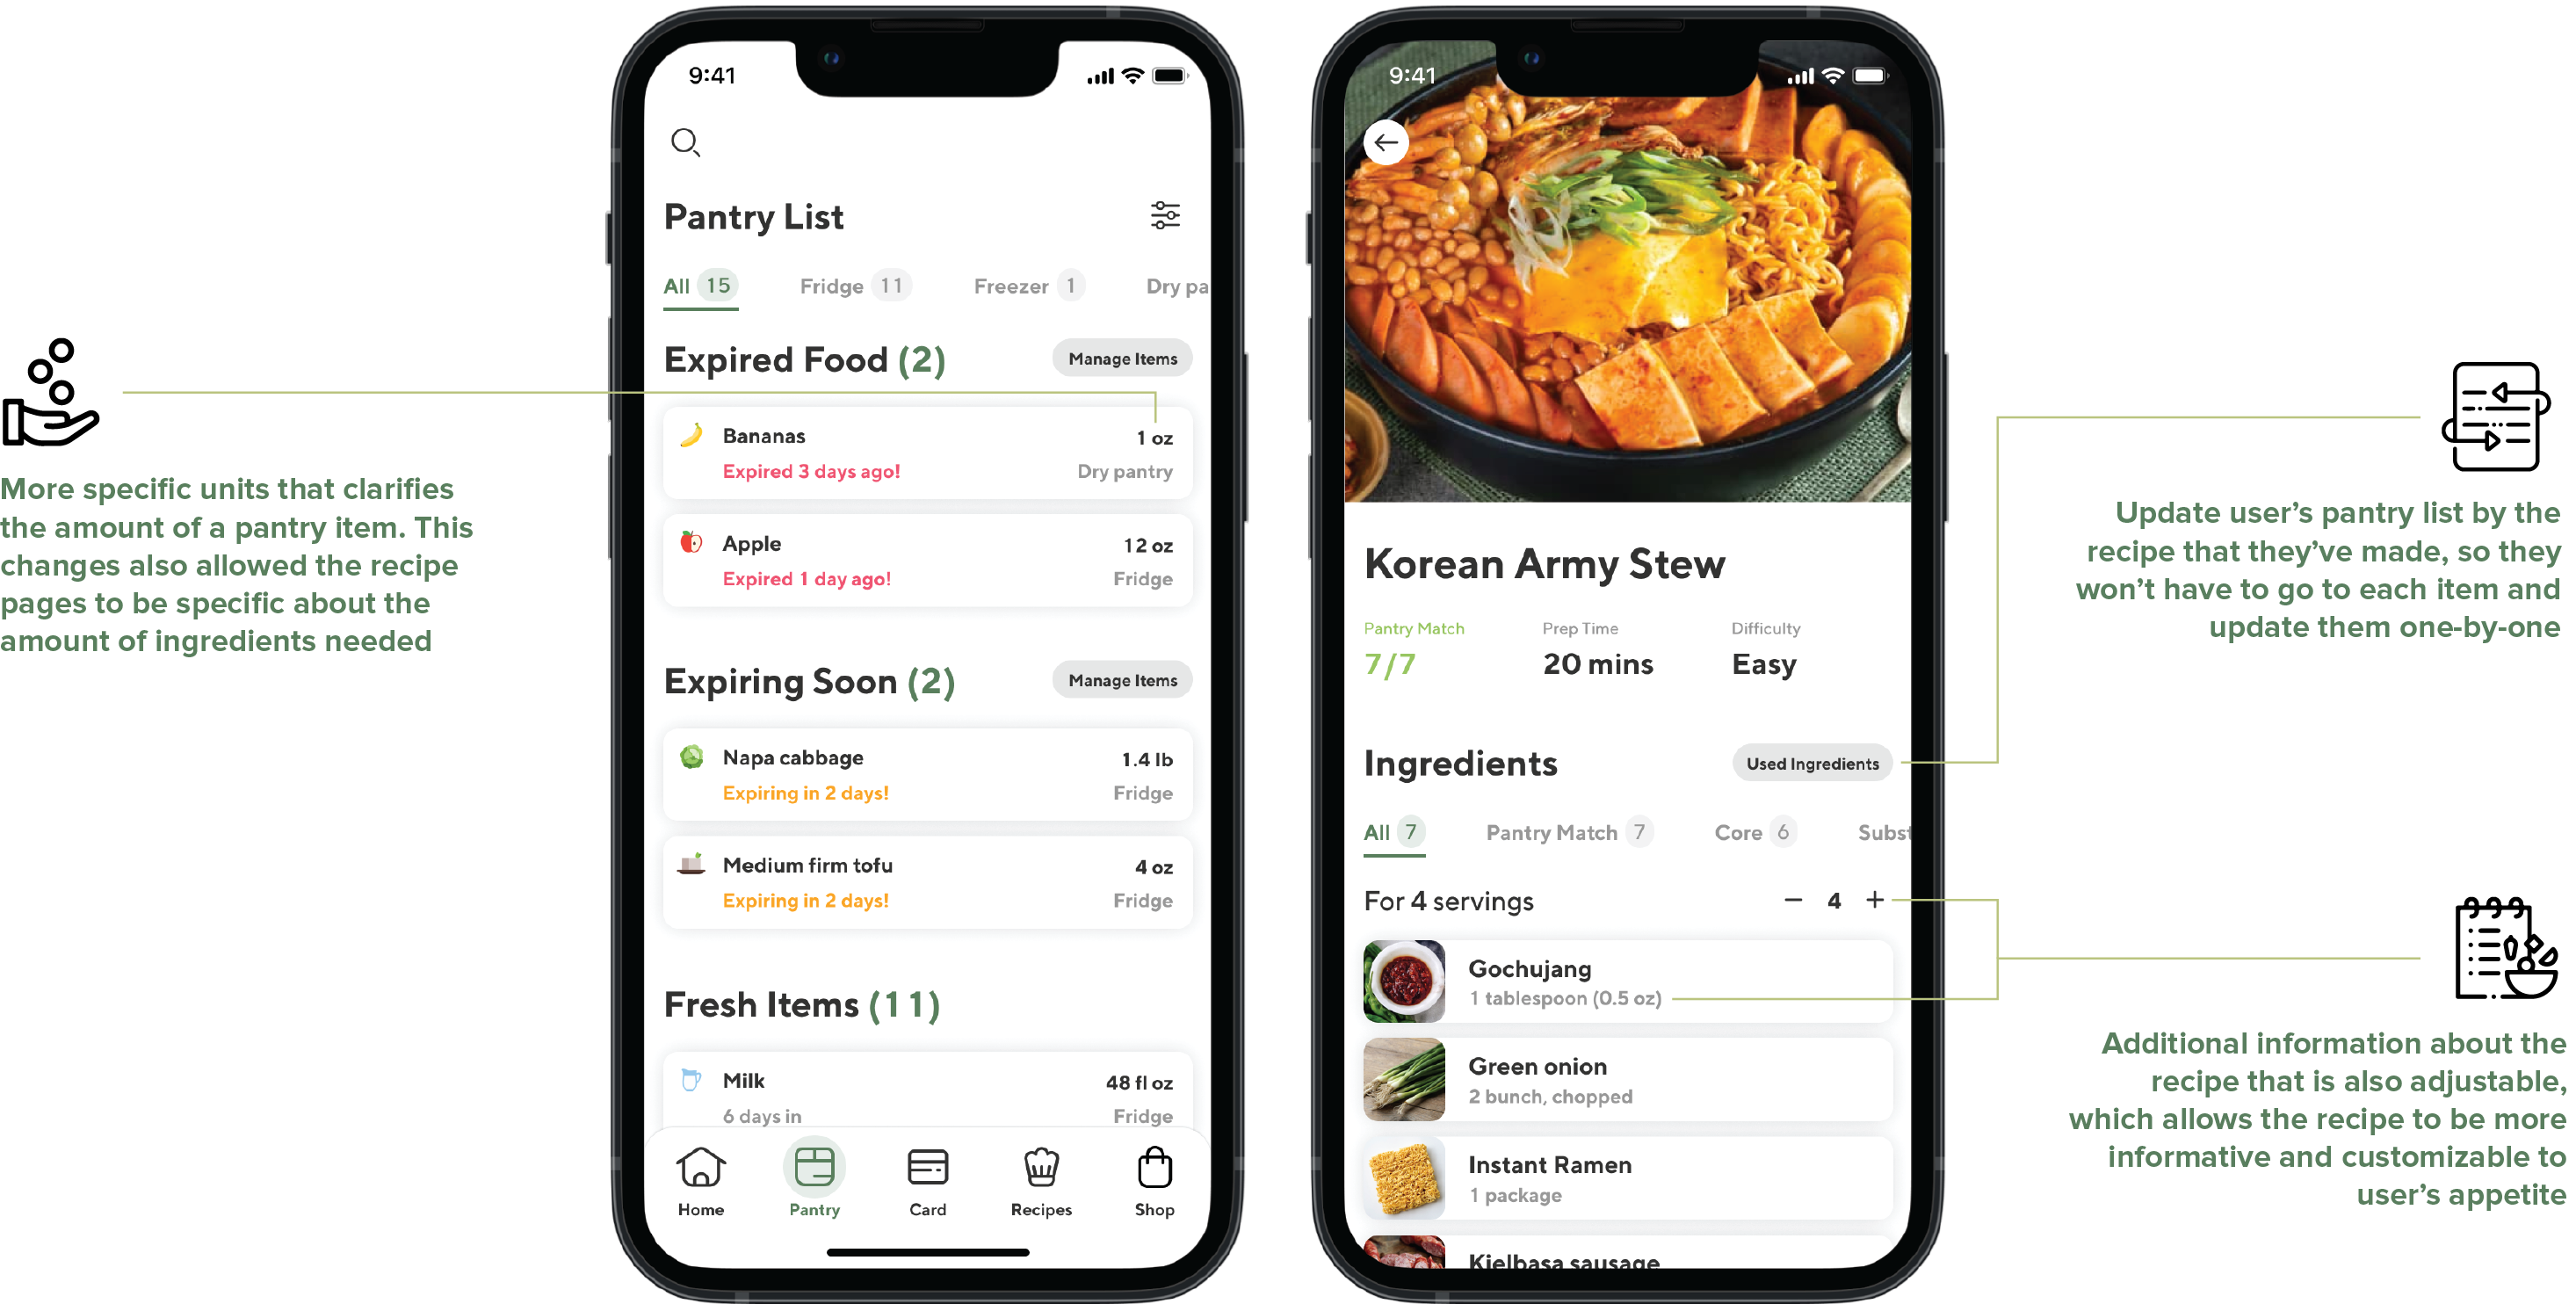 More specific units that clarifies
the amount of a pantry item. This
changes also allowed the recipe
pages to be specific about the
amount of ingredients needed
9:41
Pantry List
All 15 Fridge 11 Freezer 1 Dry pa
Expired Food (2) Manage Items
Bananas 1 oz
Expired 3 days ago! Dry pantry
Apple 12 oz
Expired 1 day ago! Fridge
Expiring Soon (2) Manage Items
Napa cabbage 1.4 lb
Expiring in 2 days! Fridge
Medium firm tofu 4 oz
Expiring in 2 days! Fridge
Fresh Items (11)
Milk 48 fl oz
6 days in Fridge
Home Pantry Card Recipes Shop
9:41
Korean Army Stew
Pantry Match Prep Time Difficulty
7/7 20 mins Easy
Ingredients Used Ingredients
All 7 Pantry Match 7 Core 6 Subst
For 4 servings − 4 +
Gochujang
1 tablespoon (0.5 oz)
Green onion
2 bunch, chopped
Instant Ramen
1 package
Kielbasa sausage
Update user’s pantry list by the
recipe that they’ve made, so they
won’t have to go to each item and
update them one-by-one
Additional information about the
recipe that is also adjustable,
which allows the recipe to be more
informative and customizable to
user’s appetite